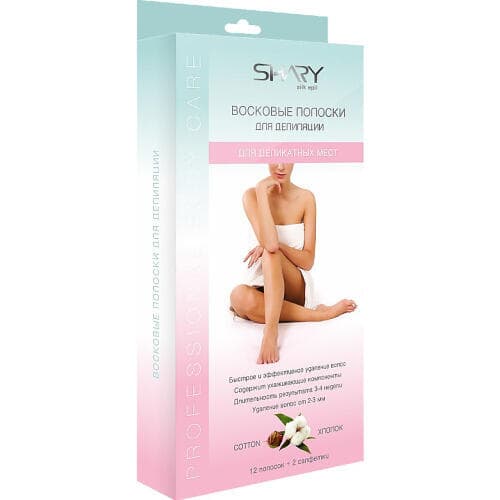 SHARY
silk epil
ВОСКОВЫЕ ПОЛОСКИ
ДЛЯ ДЕПИЛЯЦИИ
ДЛЯ ДЕЛИКАТНЫХ МЕСТ
Быстрое и эффективное удаление волос
Содержит ухаживающие компоненты
Длительность результата 3-4 недели
Удаление волос от 2-3 мм
COTTON
ХЛОПОК
12 полосок + 2 салфетки
ВОСКОВЫЕ ПОЛОСКИ ДЛЯ ДЕПИЛЯЦИИ
PROFESSIONAL CARE